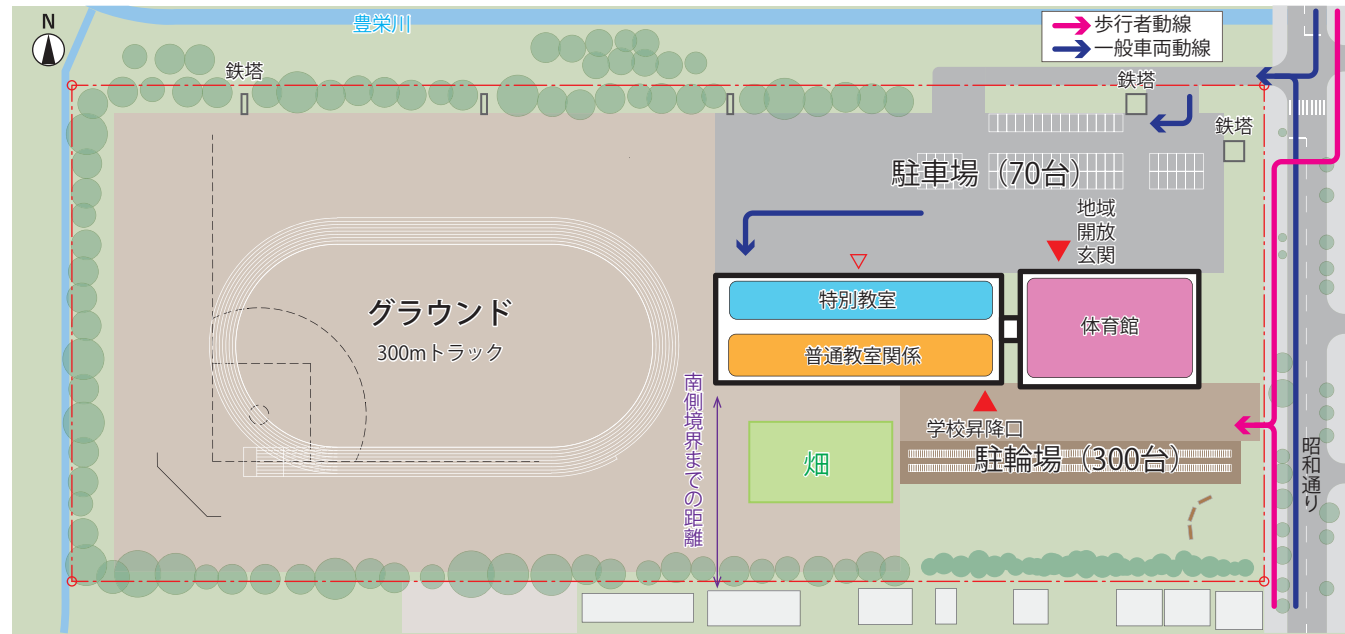 N
豊栄川
歩行者動線
一般車両動線
鉄塔
鉄塔
鉄塔
駐車場（70台）
地域
開放
玄関
グラウンド
300mトラック
特別教室
普通教室関係
体育館
南側境界までの距離
学校昇降口
畑
駐輪場（300台）
昭和通り